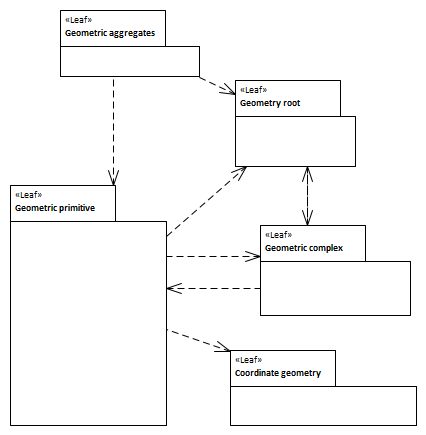 «Leaf»
Geometric aggregates
«Leaf»
Geometry root
«Leaf»
Geometric primitive
«Leaf»
Geometric complex
«Leaf»
Coordinate geometry